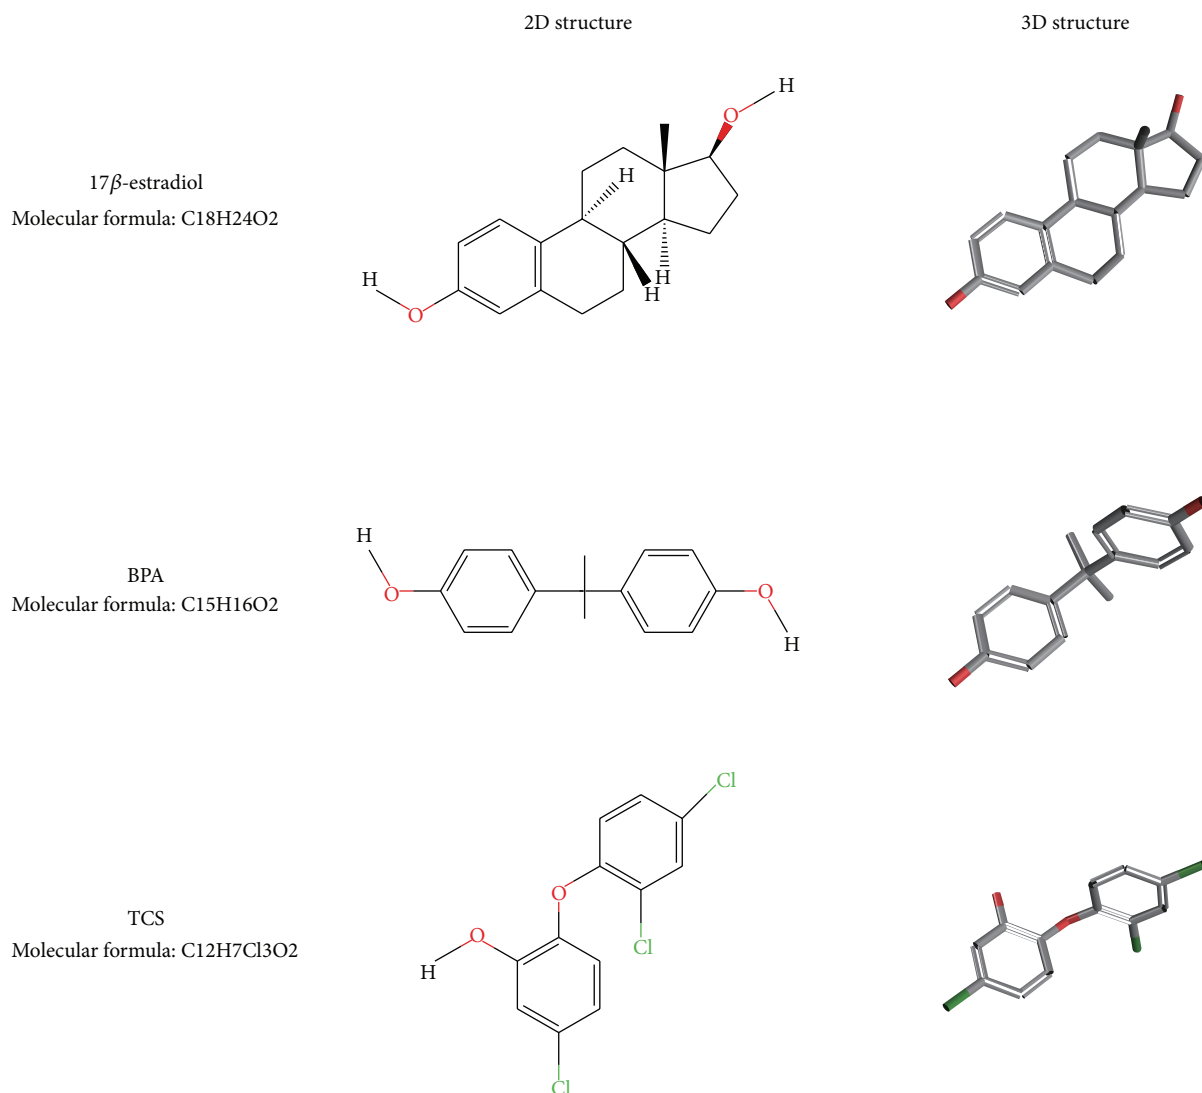 2D structure
3D structure
17β-estradiol
Molecular formula: C18H24O2
H
O
H
H
H
H
O
BPA
Molecular formula: C15H16O2
H
O
O
H
TCS
Molecular formula: C12H7Cl3O2
Cl
O
Cl
O
H
Cl